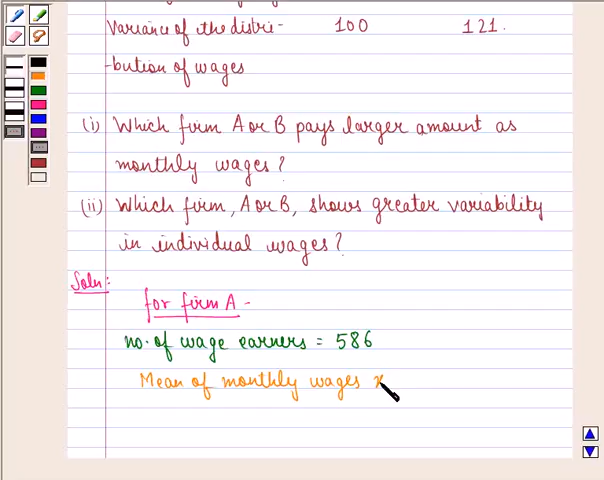 Variance of the distri- 100 121.
-bution of wages
(i) Which firm A or B pays larger amount as
monthly wages?
(ii) Which firm, A or B, shows greater variability
in individual wages?
Soln:
for firm A -
no. of wage earners = 586
Mean of monthly wages x